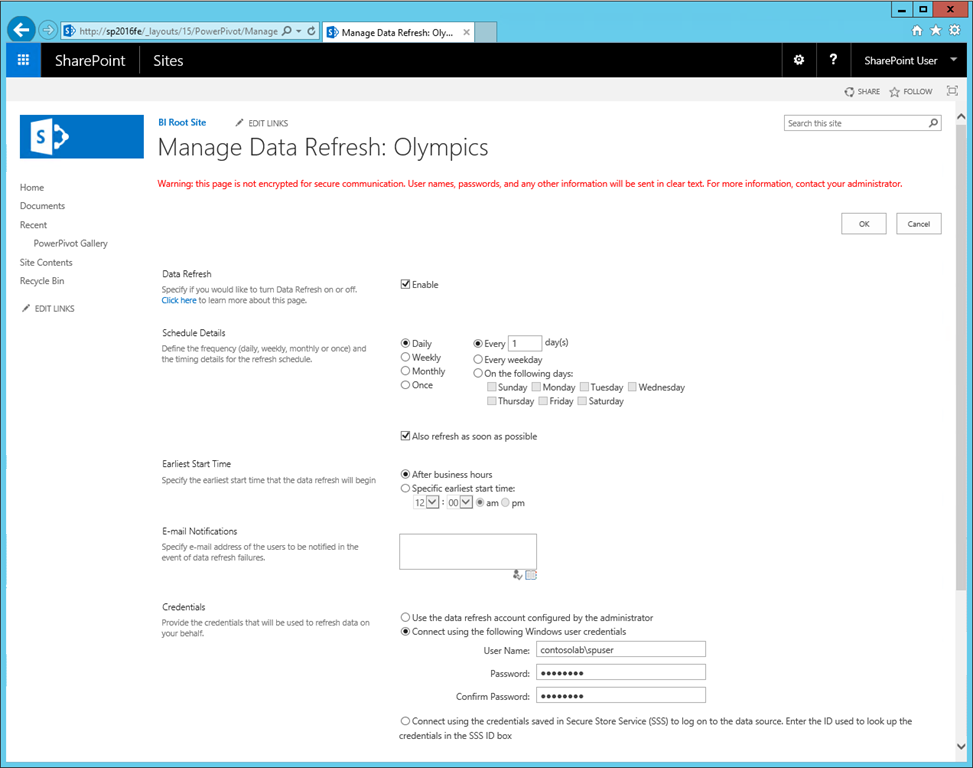 http://sp2016fe/_layouts/15/PowerPivot/Manage
Manage Data Refresh: Oly...
SharePoint
Sites
?
SharePoint User
SHARE
FOLLOW
S
BI Root Site
EDIT LINKS
Search this site
Manage Data Refresh: Olympics
Warning: this page is not encrypted for secure communication. User names, passwords, and any other information will be sent in clear text. For more information, contact your administrator.
Home
Documents
Recent
PowerPivot Gallery
Site Contents
Recycle Bin
EDIT LINKS
OK
Cancel
Data Refresh
Specify if you would like to turn Data Refresh on or off.
Click here to learn more about this page.
Enable
Schedule Details
Define the frequency (daily, weekly, monthly or once) and
the timing details for the refresh schedule.
Daily
Weekly
Monthly
Once
Every 1 day(s)
Every weekday
On the following days:
Sunday Monday Tuesday Wednesday
Thursday Friday Saturday
Also refresh as soon as possible
Earliest Start Time
Specify the earliest start time that the data refresh will begin
After business hours
Specific earliest start time:
12 : 00 am pm
E-mail Notifications
Specify e-mail address of the users to be notified in the
event of data refresh failures.
Credentials
Provide the credentials that will be used to refresh data on
your behalf.
Use the data refresh account configured by the administrator
Connect using the following Windows user credentials
User Name: contosolab\spuser
Password: ••••••••
Confirm Password: ••••••••
Connect using the credentials saved in Secure Store Service (SSS) to log on to the data source. Enter the ID used to look up the
credentials in the SSS ID box